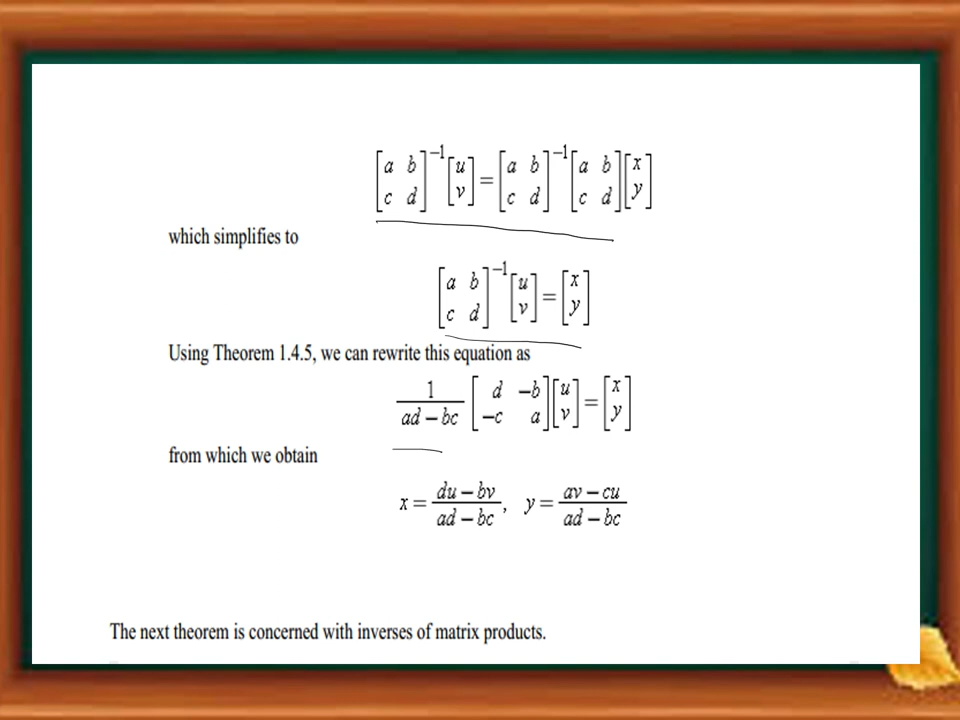 [a b; c d]⁻¹ [u; v] = [a b; c d]⁻¹ [a b; c d] [x; y]
which simplifies to
[a b; c d]⁻¹ [u; v] = [x; y]
Using Theorem 1.4.5, we can rewrite this equation as
1/(ad − bc) [d −b; −c a] [u; v] = [x; y]
from which we obtain
x = (du − bv)/(ad − bc), y = (av − cu)/(ad − bc)
The next theorem is concerned with inverses of matrix products.